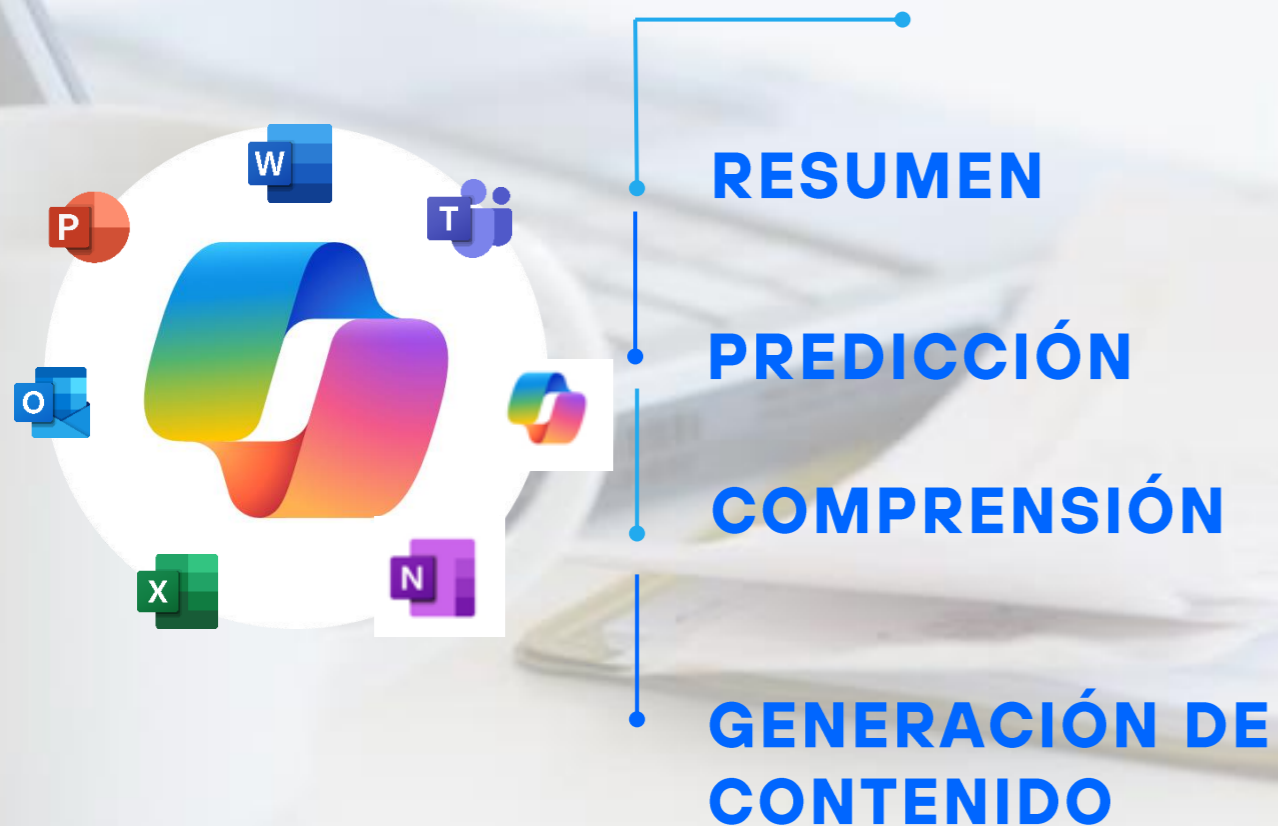 W
T
P
O
X
N
RESUMEN
PREDICCIÓN
COMPRENSIÓN
GENERACIÓN DE
CONTENIDO